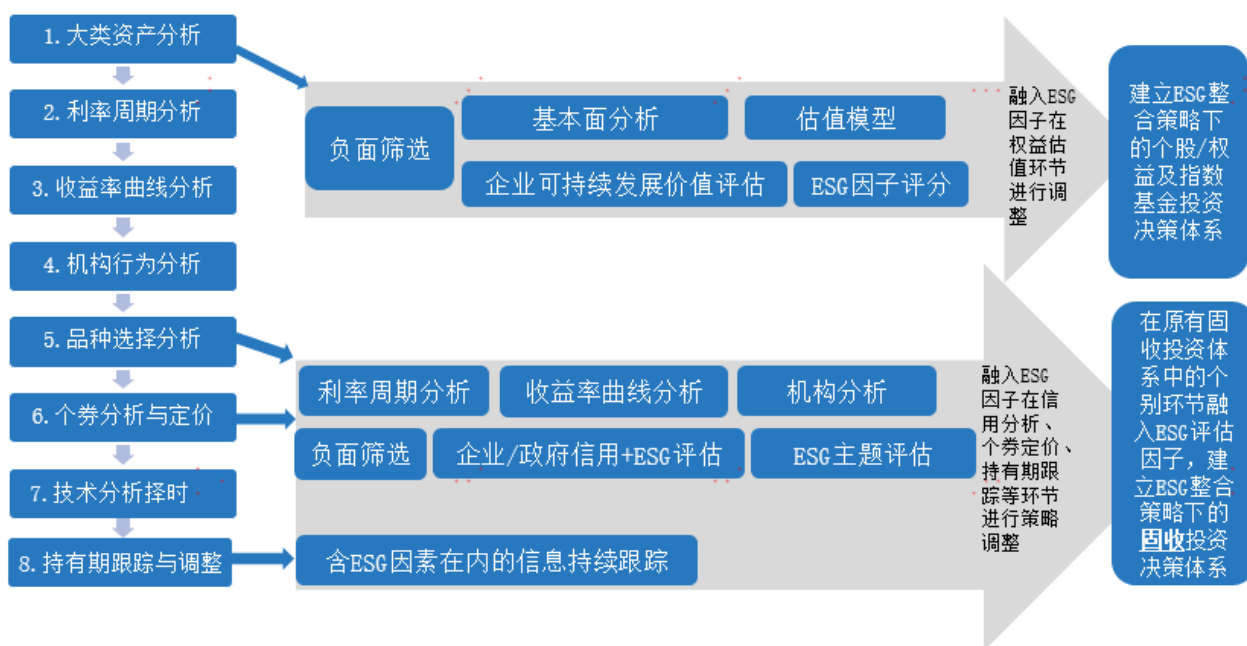 1. 大类资产分析
2. 利率周期分析
3. 收益率曲线分析
4. 机构行为分析
5. 品种选择分析
6. 个券分析与定价
7. 技术分析择时
8. 持有期跟踪与调整
负面筛选
基本面分析
估值模型
企业可持续发展价值评估
ESG因子评分
融入ESG
因子在
权益估
值环节
进行调
整
建立ESG整
合策略下
的个股/权
益及指数
基金投资
决策体系
利率周期分析
收益率曲线分析
机构分析
负面筛选
企业/政府信用+ESG评估
ESG主题评估
含ESG因素在内的信息持续跟踪
融入ESG
因子在信
用分析、
个券定价、
持有期跟
踪等环节
进行策略
调整
在原有固
收投资体
系中的个
别环节融
入ESG评估
因子，建
立ESG整合
策略下的
固收投资
决策体系